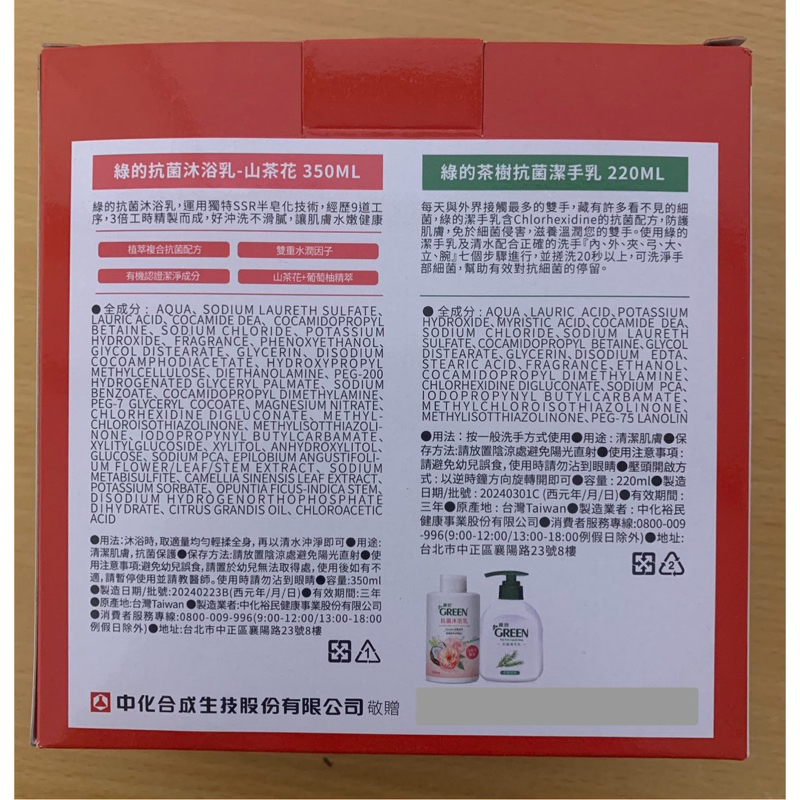 綠的抗菌沐浴乳-山茶花 350ML
綠的抗菌沐浴乳,運用獨特SSR半皂化技術,經歷9道工
序,3倍工時精製而成,好沖洗不滑膩,讓肌膚水嫩健康
植萃複合抗菌配方
雙重水潤因子
有機認證潔淨成分
山茶花+葡萄柚精萃
●全成分：AQUA、SODIUM LAURETH SULFATE、
LAURIC ACID、COCAMIDE DEA、COCAMIDOPROPYL
BETAINE、SODIUM CHLORIDE、POTASSIUM
HYDROXIDE、FRAGRANCE、PHENOXYETHANOL、
GlYCOL DISTEARATE、GLYCERIN、DISODIUM
COCOAMPHODIACETATE、HYDROXYPROPYL
METHYLCELLULOSE、DIETHANOLAMINE、PEG-200
HYDROGENATED GLYCERYL PALMATE、SODIUM
BENZOATE、COCAMIDOPROPYL DIMETHYLAMINE、
PEG-7 GLYCERYL COCOATE、MAGNESIUM NITRATE、
CHLORHEXIDINE DIGLUCONATE、METHYL-
CHLOROISOTHIAZOLINONE、METHYLISOTTHIAZOLI-
NONE、IODOPROPYNYL BUTYLCARBAMATE、
XYLITYLGLUCOSIDE、XYLITOL、ANHYDROXYLITOL、
GLUCOSE、SODIUM PCA、EPILOBIUM ANGUSTIFOLI-
UM FLOWER/LEAF/STEM EXTRACT、SODIUM
METABISULFITE、CAMELLIA SINENSIS LEAF EXTRACT、
POTASSIUM SORBATE、OPUNTIA FICUS-INDICA STEM、
DISODIUM HYDROGENORTHOPHOSPHATE
DIHYDRATE、CITRUS GRANDIS OIL、CHLOROACETIC
ACID
●用法:沐浴時,取適量均勻輕揉全身,再以清水沖淨即可●用途:
清潔肌膚,抗菌保護●保存方法:請放置陰涼處避免陽光直射●使
用注意事項:避免幼兒誤食,請置於幼兒無法取得處,使用後如有不
適,請暫停使用並請教醫師。使用時請勿沾到眼睛●容量:350ml
●製造日期/批號:20240223B(西元年/月/日)●有效期間:三年
●原產地:台灣Taiwan ●製造業者:中化裕民健康事業股份有限公司
●消費者服務專線:0800-009-996(9:00-12:00/13:00-18:00
例假日除外)●地址:台北市中正區襄陽路23號8樓
1
中化合成生技股份有限公司 敬贈
綠的茶樹抗菌潔手乳 220ML
每天與外界接觸最多的雙手,藏有許多看不見的細
菌,綠的潔手乳含Chlorhexidine的抗菌配方,防護
肌膚,免於細菌侵害,滋養溫潤您的雙手。使用綠的
潔手乳及清水配合正確的洗手『內、外、夾、弓、大、
立、腕』七個步驟進行,並搓洗20秒以上,可洗淨手
部細菌,幫助有效對抗細菌的停留。
●全成分：AQUA、LAURIC ACID、POTASSIUM
HYDROXIDE、MYRISTIC ACID、COCAMIDE DEA、
SODIUM CHLORIDE、SODIUM LAURETH
SULFATE、COCAMIDOPROPYL BETAINE、GLYCOL
DISTEARATE、GLYCERIN、DISODIUM EDTA、
STEARIC ACID、FRAGRANCE、ETHANOL、
COCAMIDOPROPYL DIMETHYLAMINE、
CHLORHEXIDINE DIGLUCONATE、SODIUM PCA、
IODOPROPYNYL BUTYLCARBAMATE、
METHYLCHLOROISOTHIAZOLINONE、
METHYLISOTTHIAZOLINONE、PEG-75 LANOLIN
●用法：按一般洗手方式使用●用途:清潔肌膚●保
存方法:請放置陰涼處避免陽光直射●使用注意事項:
請避免幼兒誤食,使用時請勿沾到眼睛●壓頭開啟方
式：以逆時鐘方向旋轉開即可●容量：220ml●製造
日期/批號：20240301C (西元年/月/日)●有效期間：
三年●原產地：台灣Taiwan●製造業者：中化裕民
健康事業股份有限公司●消費者服務專線:0800-009
-996(9:00-12:00/13:00-18:00例假日除外)●地址:
台北市中正區襄陽路23號8樓
2
綠的
GREEN
抗菌沐浴乳
綠的
GREEN